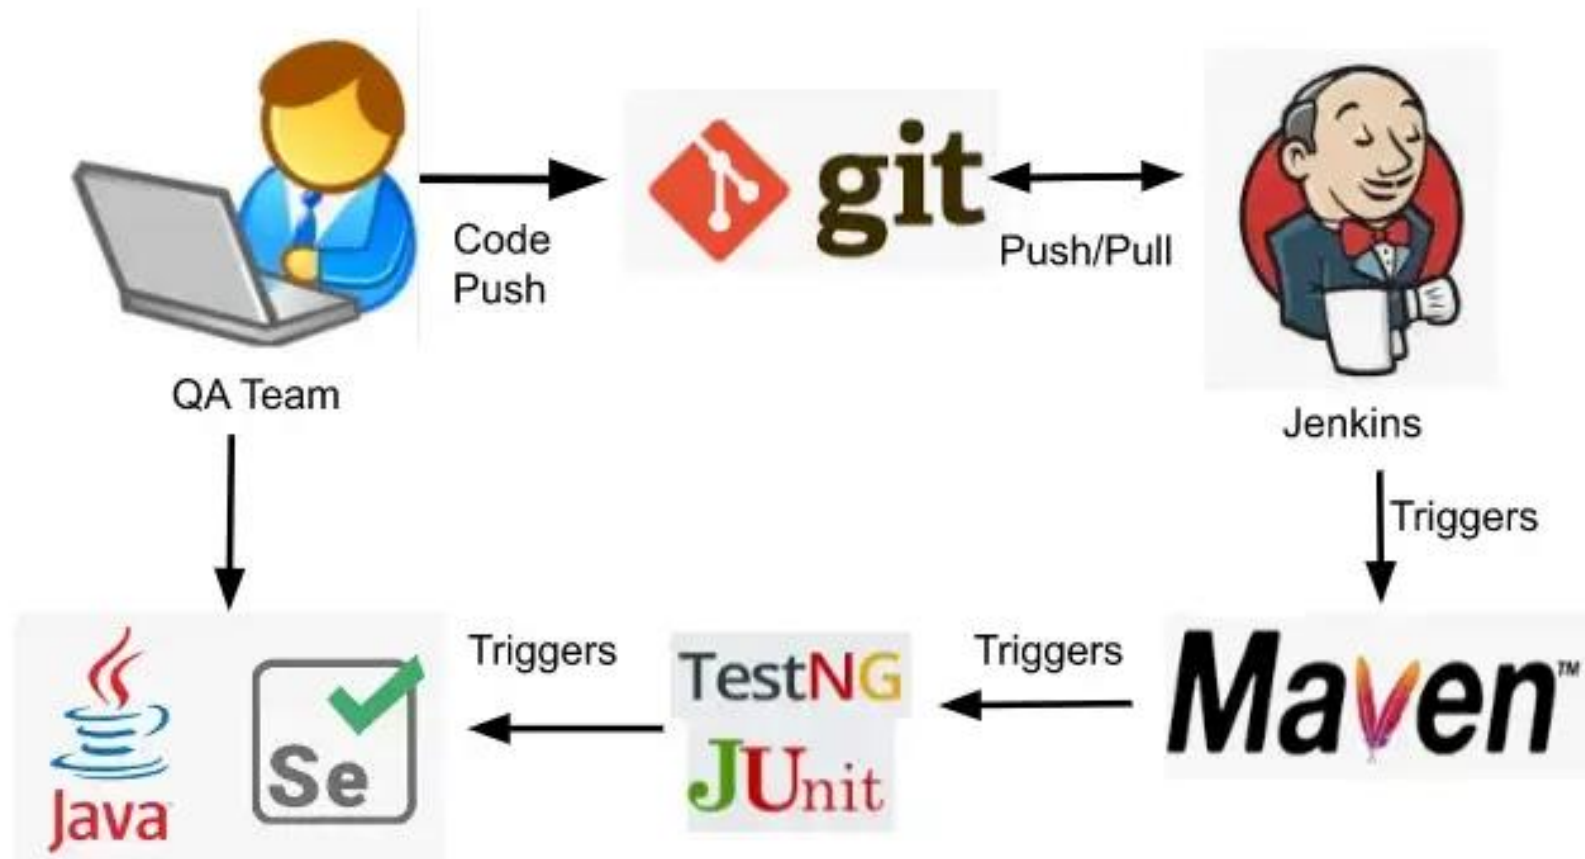 git
Code
Push
Push/Pull
QA Team
Jenkins
Triggers
Triggers
Triggers
TestNG
JUnit
Maven™
Se
Java